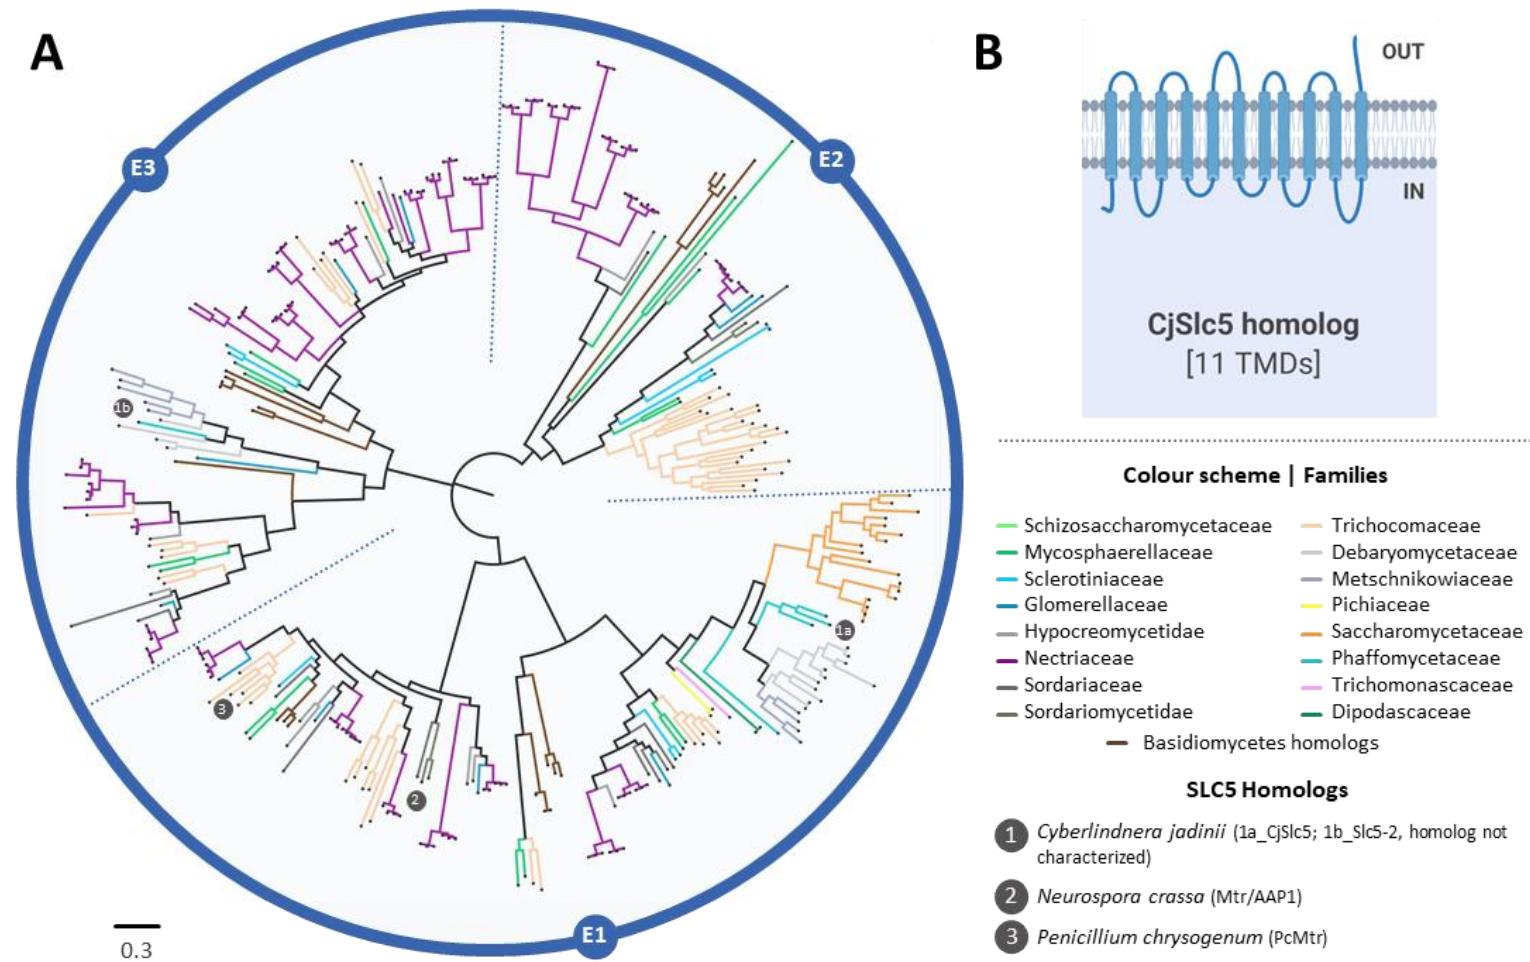 A
E3
E2
E1
1b
1a
3
2
0.3
B
OUT
IN
CjSlc5 homolog
[11 TMDs]
Colour scheme | Families
Schizosaccharomycetaceae
Mycosphaerellaceae
Sclerotiniaceae
Glomerellaceae
Hypocreomycetidae
Nectriaceae
Sordariaceae
Sordariomycetidae
Trichocomaceae
Debaryomycetaceae
Metschnikowiaceae
Pichiaceae
Saccharomycetaceae
Phaffomycetaceae
Trichomonascaceae
Dipodascaceae
Basidiomycetes homologs
SLC5 Homologs
1 Cyberlindnera jadinii (1a_CjSlc5; 1b_Slc5-2, homolog not
characterized)
2 Neurospora crassa (Mtr/AAP1)
3 Penicillium chrysogenum (PcMtr)